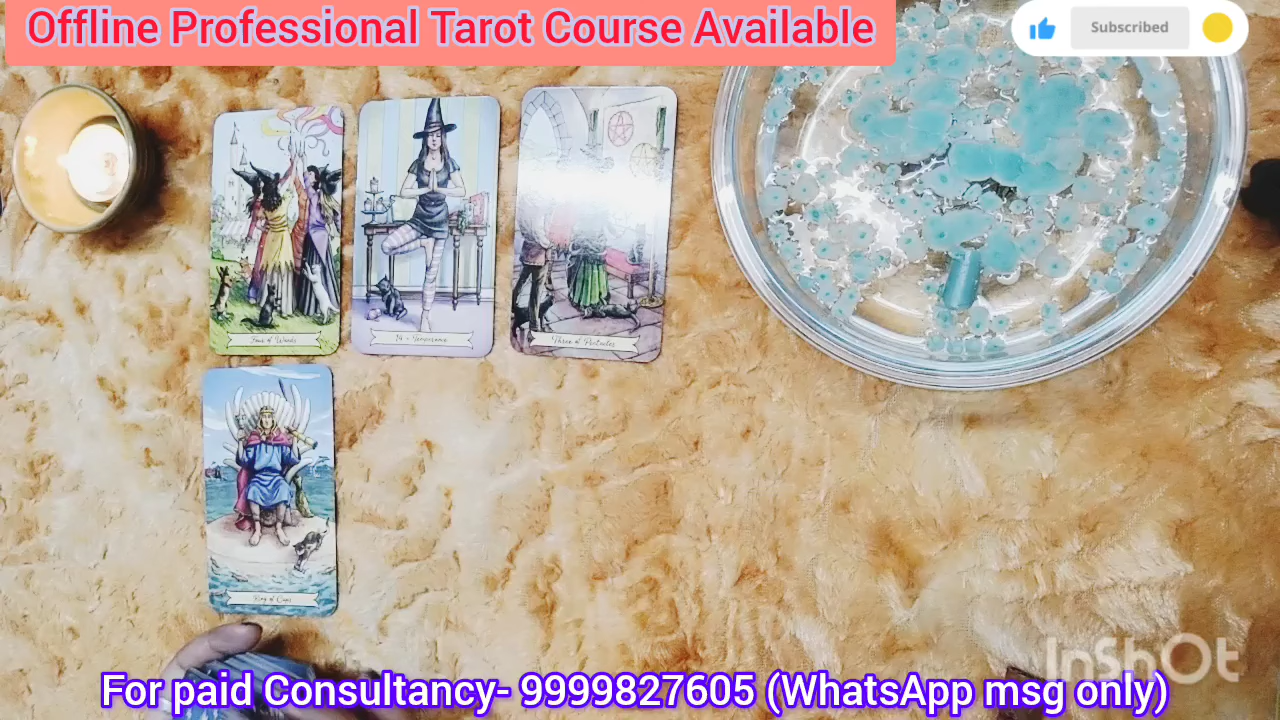 Offline Professional Tarot Course Available
Subscribed
Four of Wands
14 - Temperance
Three of Pentacles
King of Cups
InShOt
For paid Consultancy- 9999827605 (WhatsApp msg only)